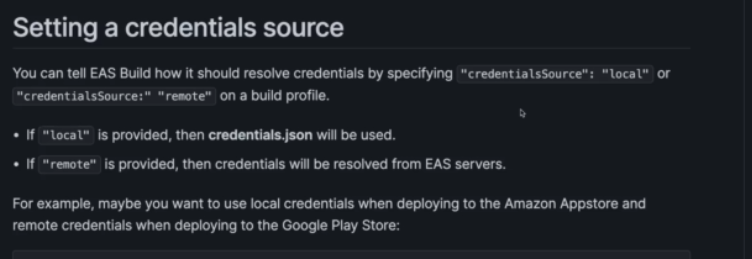 Setting a credentials source
You can tell EAS Build how it should resolve credentials by specifying "credentialsSource": "local" or
"credentialsSource:" "remote" on a build profile.
• If "local" is provided, then credentials.json will be used.
• If "remote" is provided, then credentials will be resolved from EAS servers.
For example, maybe you want to use local credentials when deploying to the Amazon Appstore and
remote credentials when deploying to the Google Play Store: